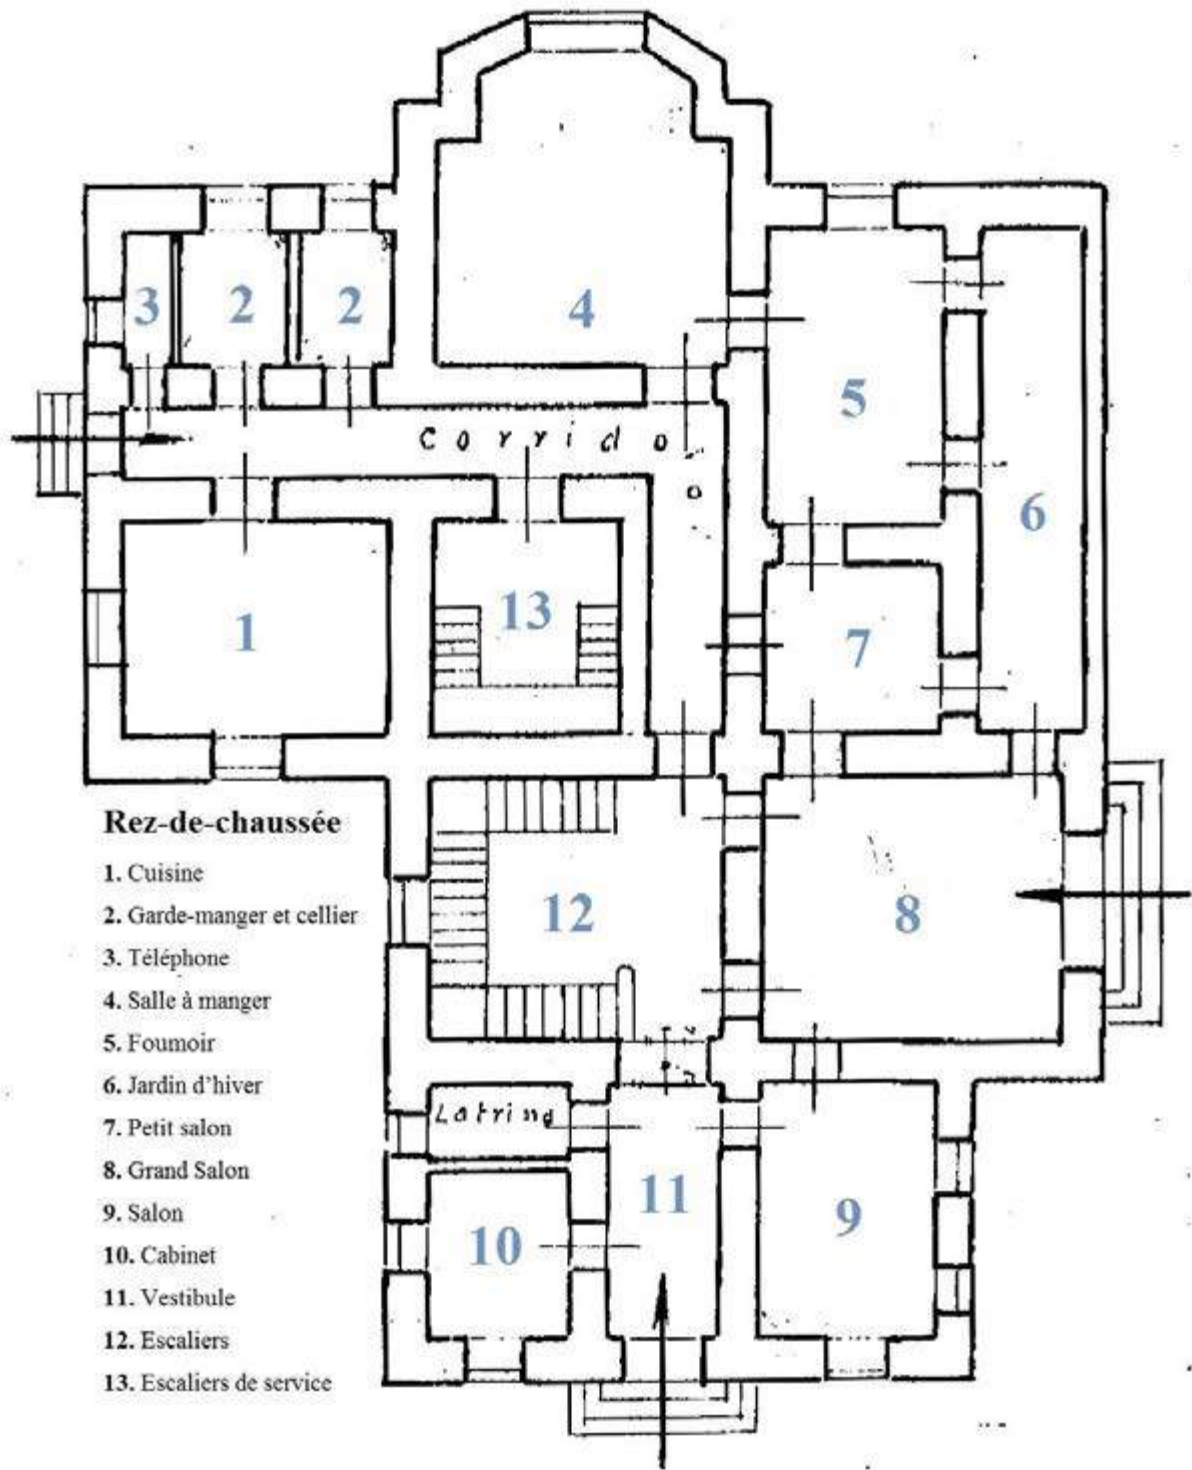 4
3
2
2
Corrido
o
5
6
1
13
7
Rez-de-chaussée
1. Cuisine
2. Garde-manger et cellier
3. Téléphone
4. Salle à manger
5. Foumoir
6. Jardin d’hiver
7. Petit salon
8. Grand Salon
9. Salon
10. Cabinet
11. Vestibule
12. Escaliers
13. Escaliers de service
12
8
Latrine
11
9
10